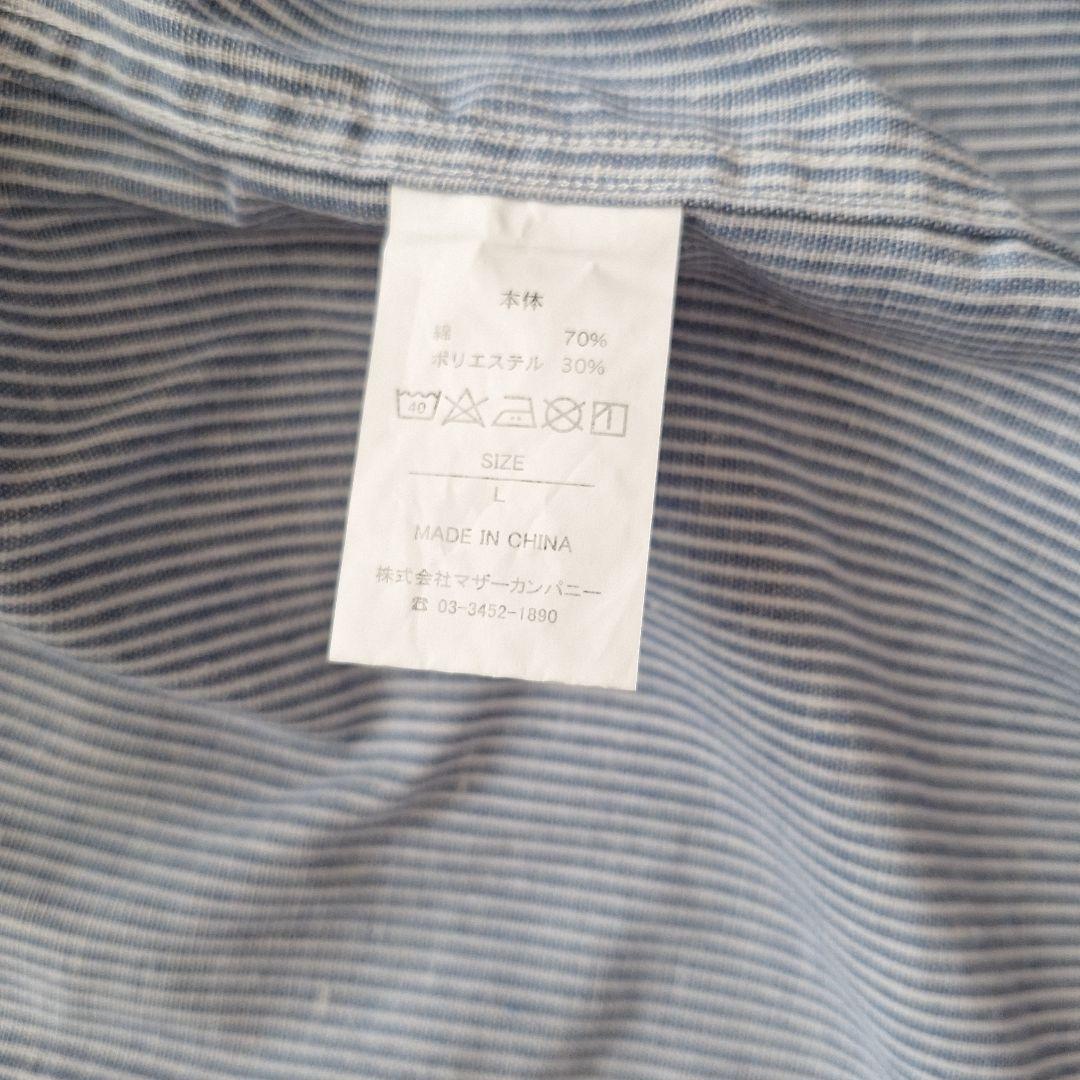 本体
綿 70%
ポリエステル 30%
40
SIZE
L
MADE IN CHINA
株式会社マザーカンパニー
☎ 03-3452-1890